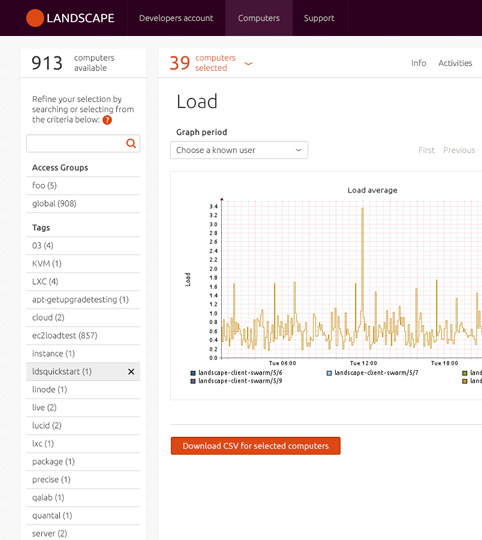 LANDSCAPE
Developers account
Computers
Support
913 computers
available
39 computers
selected
Info
Activities
Refine your selection by
searching or selecting from
the criteria below: ?
Access Groups
foo (5)
global (908)
Tags
03 (4)
KVM (1)
LXC (4)
apt-getupgradetesting (1)
cloud (2)
ec2loadtest (857)
instance (1)
ldsquickstart (1)
linode (1)
live (2)
lucid (2)
lxc (1)
package (1)
precise (1)
qalab (1)
quantal (1)
server (2)
Load
Graph period
Choose a known user
First
Previous
Load average
Load
3.4
3.2
3.0
2.8
2.6
2.4
2.2
2.0
1.8
1.6
1.4
1.2
1.0
0.8
0.6
0.4
0.2
0.0
Tue 06:00
Tue 12:00
Tue 18:00
landscape-client-swarm/5/6
landscape-client-swarm/5/7
land
landscape-client-swarm/5/9
land
Download CSV for selected computers